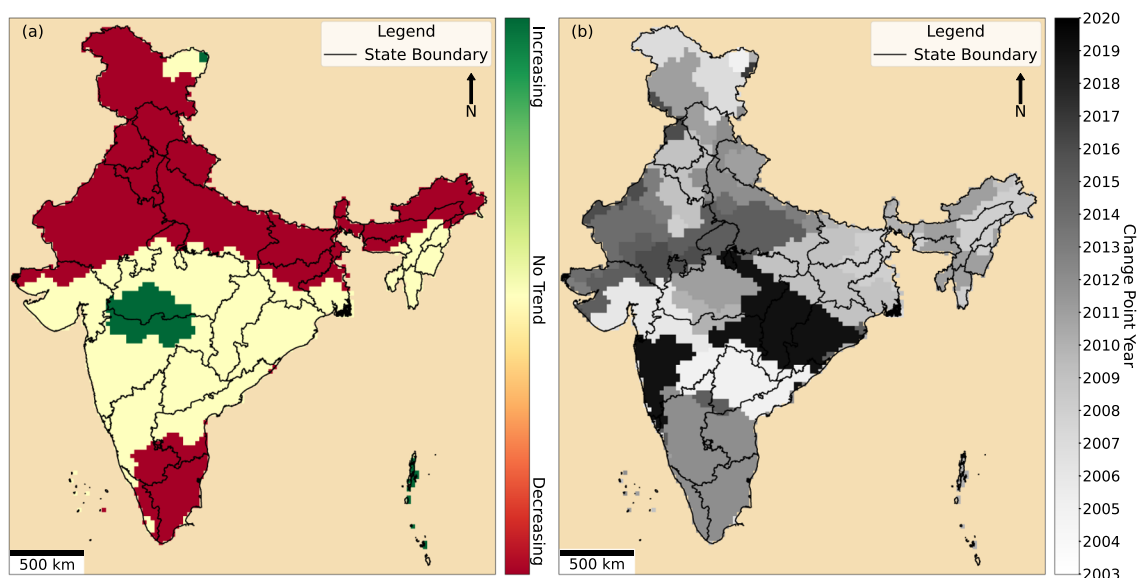 (a)
Legend
State Boundary
N
500 km
Increasing
No Trend
Decreasing
(b)
Legend
State Boundary
N
500 km
2020
2019
2018
2017
2016
2015
2014
2013
2012
2011
2010
2009
2008
2007
2006
2005
2004
2003
Change Point Year